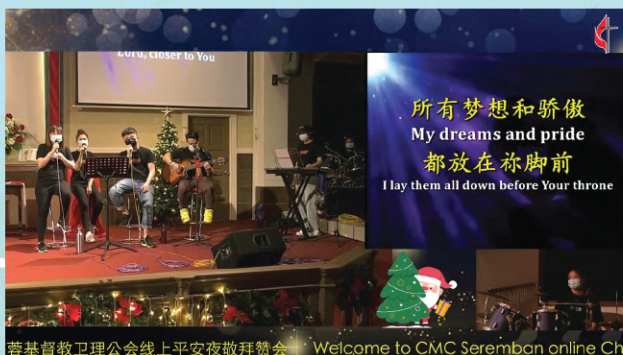 Lord, closer to You
所有梦想和骄傲
My dreams and pride
都放在祢脚前
I lay them all down before Your throne
蓉基督教卫理公会线上平安夜敬拜赞会 Welcome to CMC Seremban online Ch